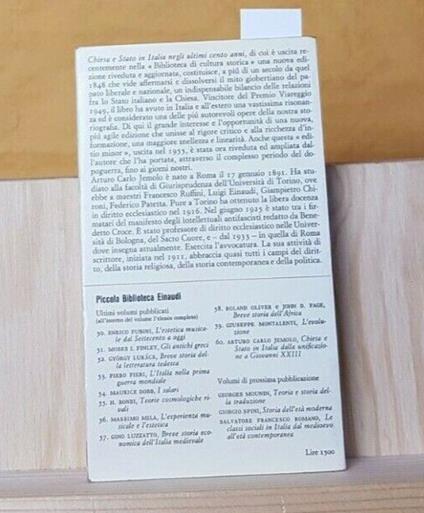 Chiesa e Stato in Italia negli ultimi cento anni, di cui è uscita re-
centemente nella « Biblioteca di cultura storica » una nuova edi-
zione riveduta e aggiornata, costituisce, a piú di un secolo da quel
1848 che vide affermarsi e dissolversi il mito giobertiano del pa-
pato liberale e nazionale, un indispensabile bilancio delle relazioni
fra lo Stato italiano e la Chiesa. Vincitore del Premio Viareggio
1949, il libro ha avuto in Italia e all'estero una vastissima risonan-
za ed è considerato una delle piú autorevoli opere della nostra sto-
riografia. Di qui il grande interesse e l'opportunità di una nuova,
piú agile edizione che unisse al rigore critico e alla ricchezza d'in-
formazione, una maggiore snellezza e linearità. Anche questa « edi-
tio minor », uscita nel 1955, è stata ora riveduta ed ampliata dal-
l'autore che l'ha portata, attraverso il complesso periodo del do-
poguerra, fino ai giorni nostri.
Arturo Carlo Jemolo è nato a Roma il 17 gennaio 1891. Ha stu-
diato alla facoltà di Giurisprudenza dell'Università di Torino, ove
ebbe a maestri Francesco Ruffini, Luigi Einaudi, Giampietro Chi-
roni, Federico Patetta. Pure a Torino ha ottenuto la libera docenza
in diritto ecclesiastico nel 1916. Nel giugno 1925 è stato tra i fir-
matari del manifesto degli intellettuali antifascisti redatto da Bene-
detto Croce. È stato professore di diritto ecclesiastico nelle Univer-
sità di Bologna, del Sacro Cuore, e – dal 1933 – in quella di Roma
dove insegna attualmente. Esercita l'avvocatura. La sua attività di
scrittore, iniziata nel 1911, abbraccia quasi tutti i campi del dirit-
to, della storia religiosa, della storia contemporanea e della politica.
Piccola Biblioteca Einaudi
Ultimi volumi pubblicati
(all'interno del volume l'elenco completo)
50. ENRICO FUBINI, L'estetica musica-
le dal Settecento a oggi
51. MOSES I. FINLEY, Gli antichi greci
52. GYÖRGY LUKÁCS, Breve storia del-
la letteratura tedesca
53. PIERO PIERI, L'Italia nella prima
guerra mondiale
54. MAURICE DOBB, I salari
55. H. BONDI, Teorie cosmologiche ri-
vali
56. MASSIMO MILA, L'esperienza mu-
sicale e l'estetica
57. GINO LUZZATTO, Breve storia eco-
nomica dell'Italia medievale
58. ROLAND OLIVER e JOHN D. FAGE,
Breve storia dell'Africa
59. GIUSEPPE MONTALENTI, L'evolu-
zione
60. ARTURO CARLO JEMOLO, Chiesa e
Stato in Italia dalla unificazio-
ne a Giovanni XXIII
Volumi di prossima pubblicazione
GEORGES MOUNIN, Teoria e storia del-
la traduzione
GIORGIO SPINI, Storia dell'età moderna
SALVATORE FRANCESCO ROMANO, Le
classi sociali in Italia dal medioevo
all'età contemporanea
Lire 1500